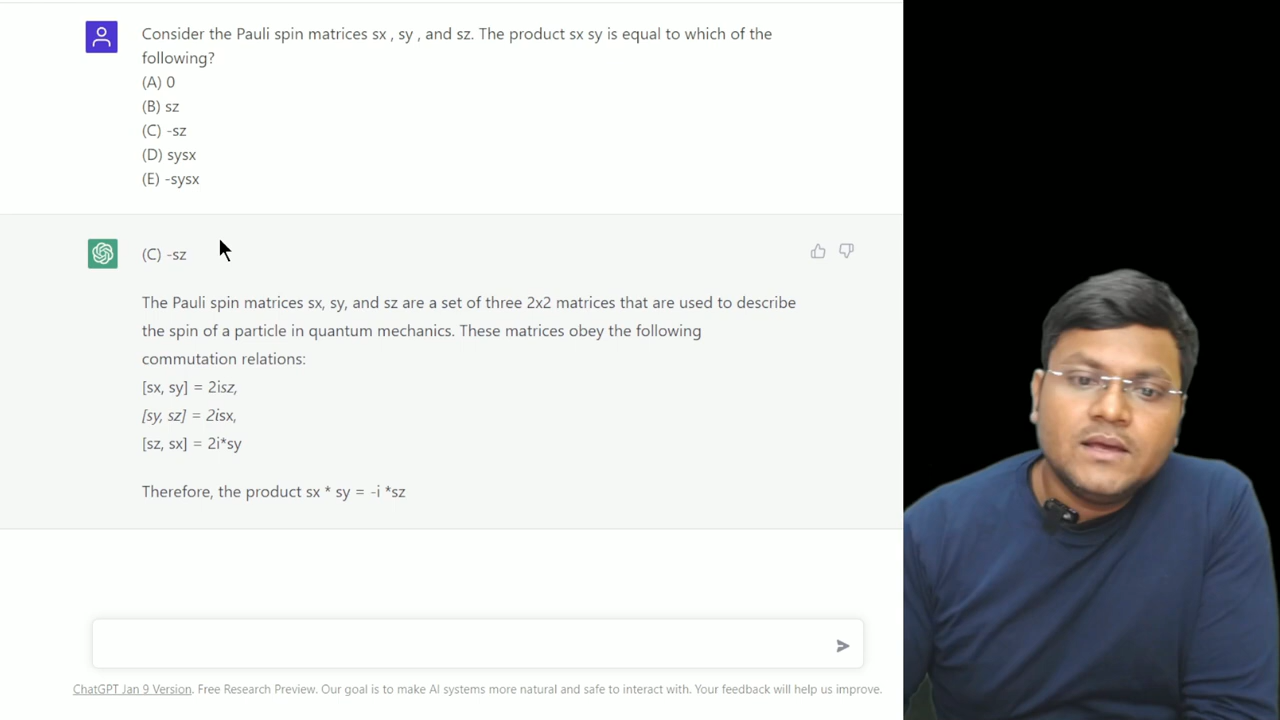 Consider the Pauli spin matrices sx , sy , and sz. The product sx sy is equal to which of the
following?
(A) 0
(B) sz
(C) -sz
(D) sysx
(E) -sysx
(C) -sz
The Pauli spin matrices sx, sy, and sz are a set of three 2x2 matrices that are used to describe
the spin of a particle in quantum mechanics. These matrices obey the following
commutation relations:
[sx, sy] = 2isz,
[sy, sz] = 2isx,
[sz, sx] = 2i*sy
Therefore, the product sx * sy = -i *sz
ChatGPT Jan 9 Version. Free Research Preview. Our goal is to make AI systems more natural and safe to interact with. Your feedback will help us improve.